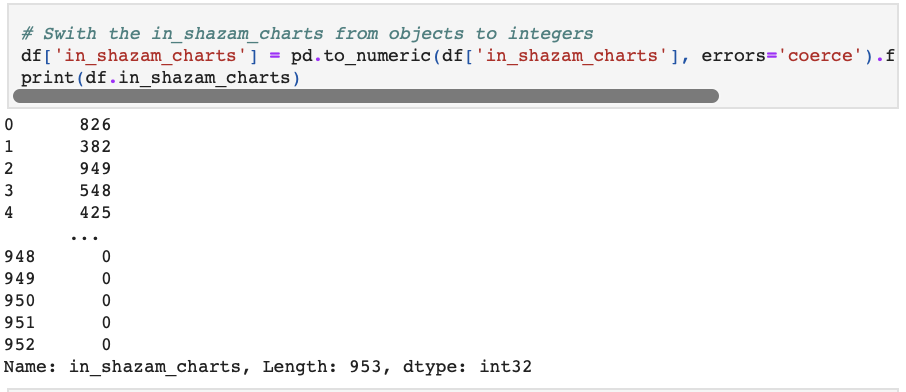 # Swith the in_shazam_charts from objects to integers
df['in_shazam_charts'] = pd.to_numeric(df['in_shazam_charts'], errors='coerce').f
print(df.in_shazam_charts)
0 826
1 382
2 949
3 548
4 425
...
948 0
949 0
950 0
951 0
952 0
Name: in_shazam_charts, Length: 953, dtype: int32